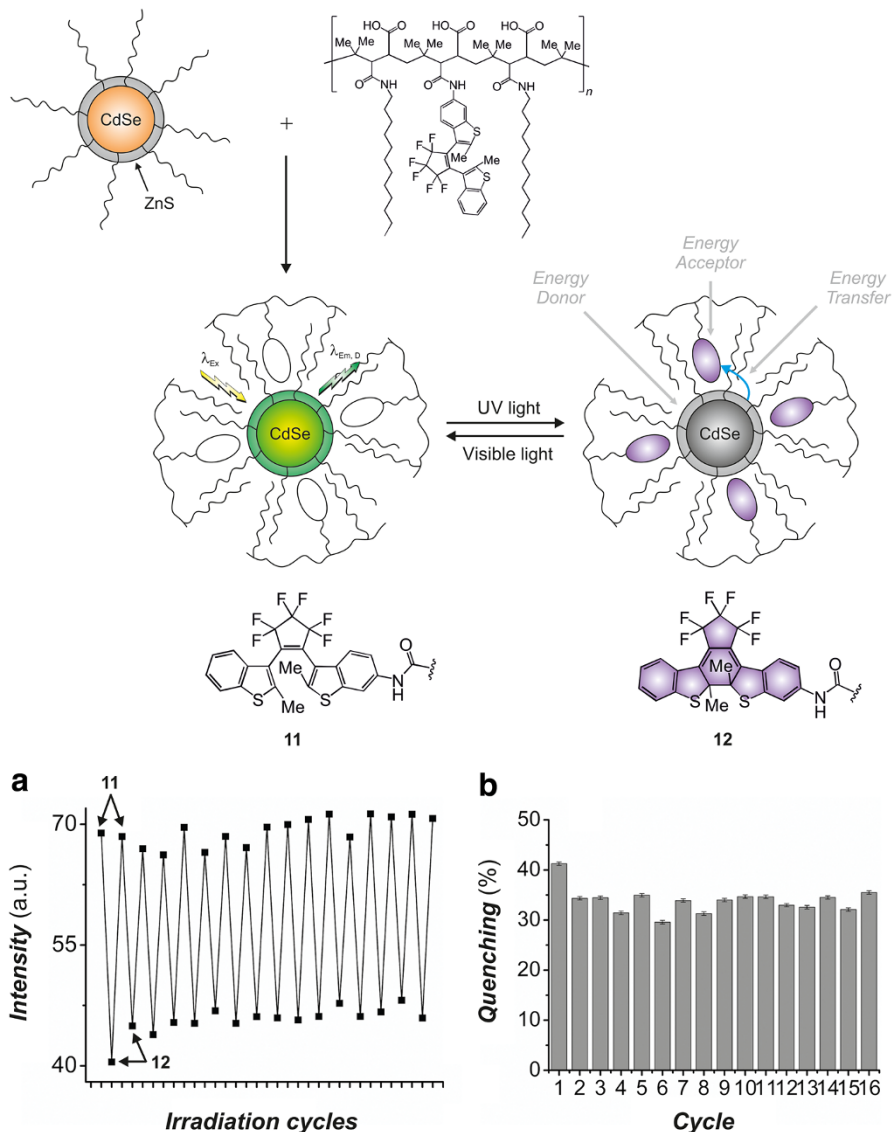 HO O HO O HO O
Me Me Me Me Me Me Me Me
O NH O NH O NH
n
CdSe
+
S
Me
Me
S
F F F F F F
ZnS
Energy
Acceptor
Energy
Donor
Energy
Transfer
λEx
λEm, D
CdSe
UV light
Visible light
CdSe
F F
F F
F F
Me
S Me S
N
H
O
11
F F
F F
F F
Me
S Me S
N
H
O
12
a
11
70
55
40
12
Intensity (a.u.)
Irradiation cycles
b
50
40
30
20
10
0
Quenching (%)
1 2 3 4 5 6 7 8 9 10 11 12 13 14 15 16
Cycle